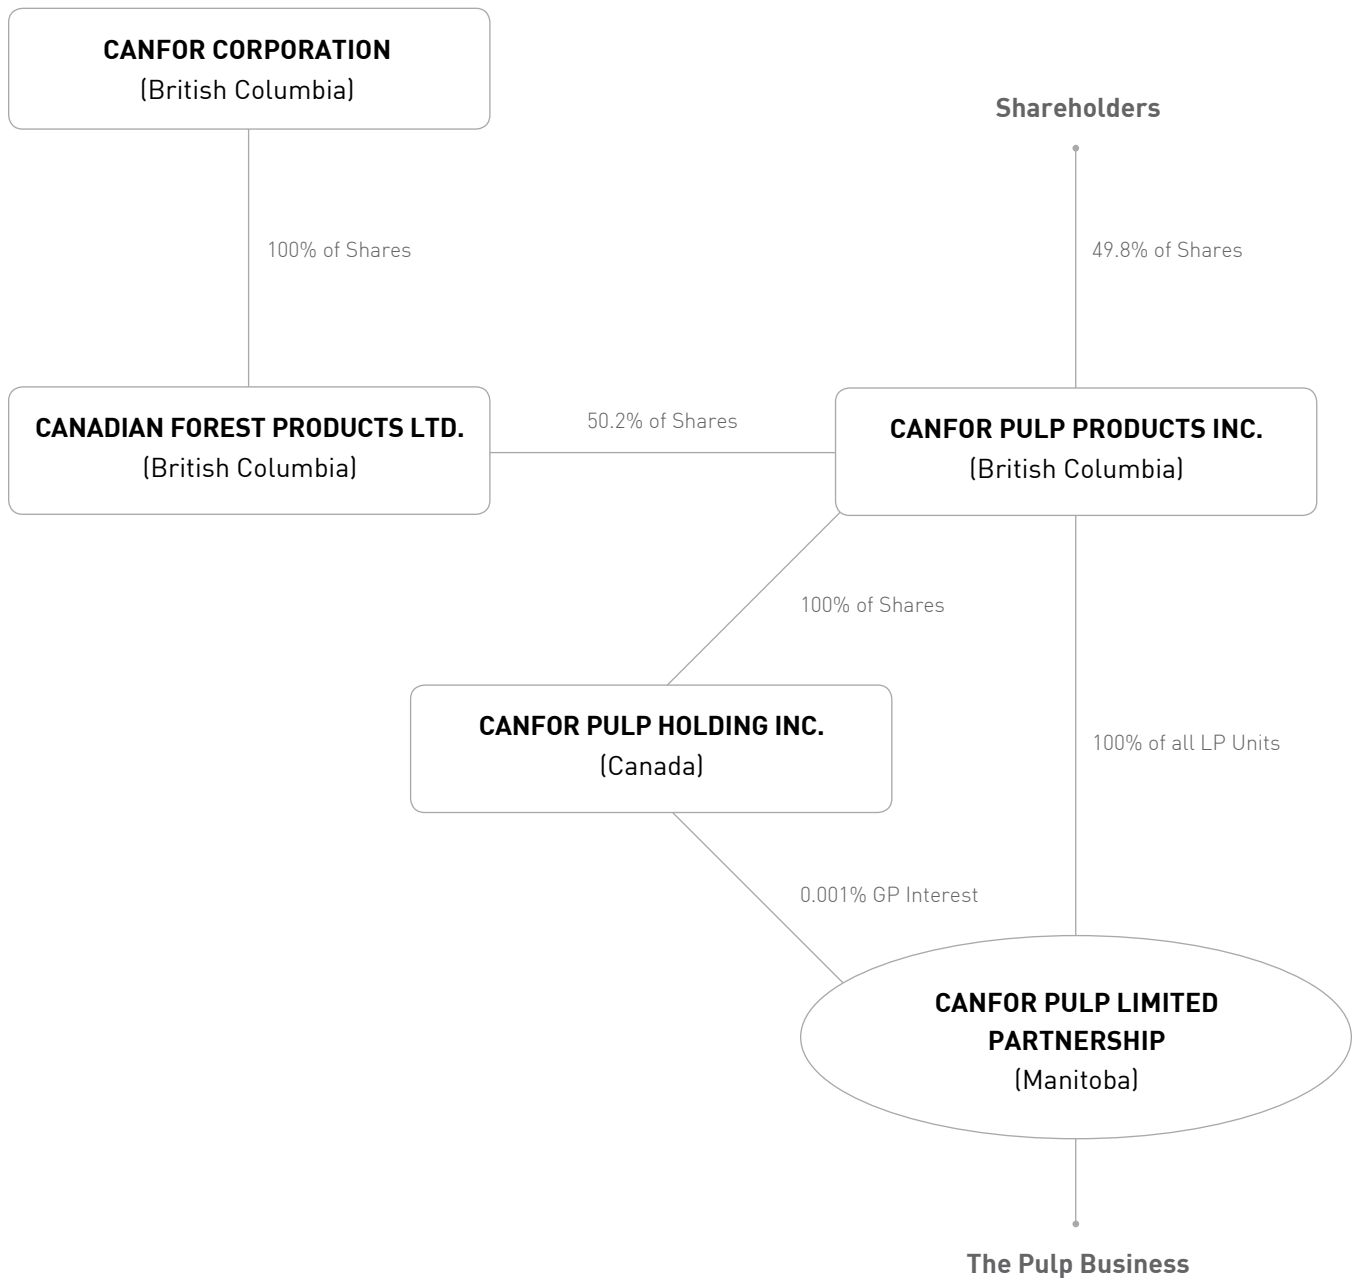 CANFOR CORPORATION
(British Columbia)
Shareholders
100% of Shares
49.8% of Shares
CANADIAN FOREST PRODUCTS LTD.
(British Columbia)
50.2% of Shares
CANFOR PULP PRODUCTS INC.
(British Columbia)
100% of Shares
CANFOR PULP HOLDING INC.
(Canada)
100% of all LP Units
0.001% GP Interest
CANFOR PULP LIMITED
PARTNERSHIP
(Manitoba)
The Pulp Business